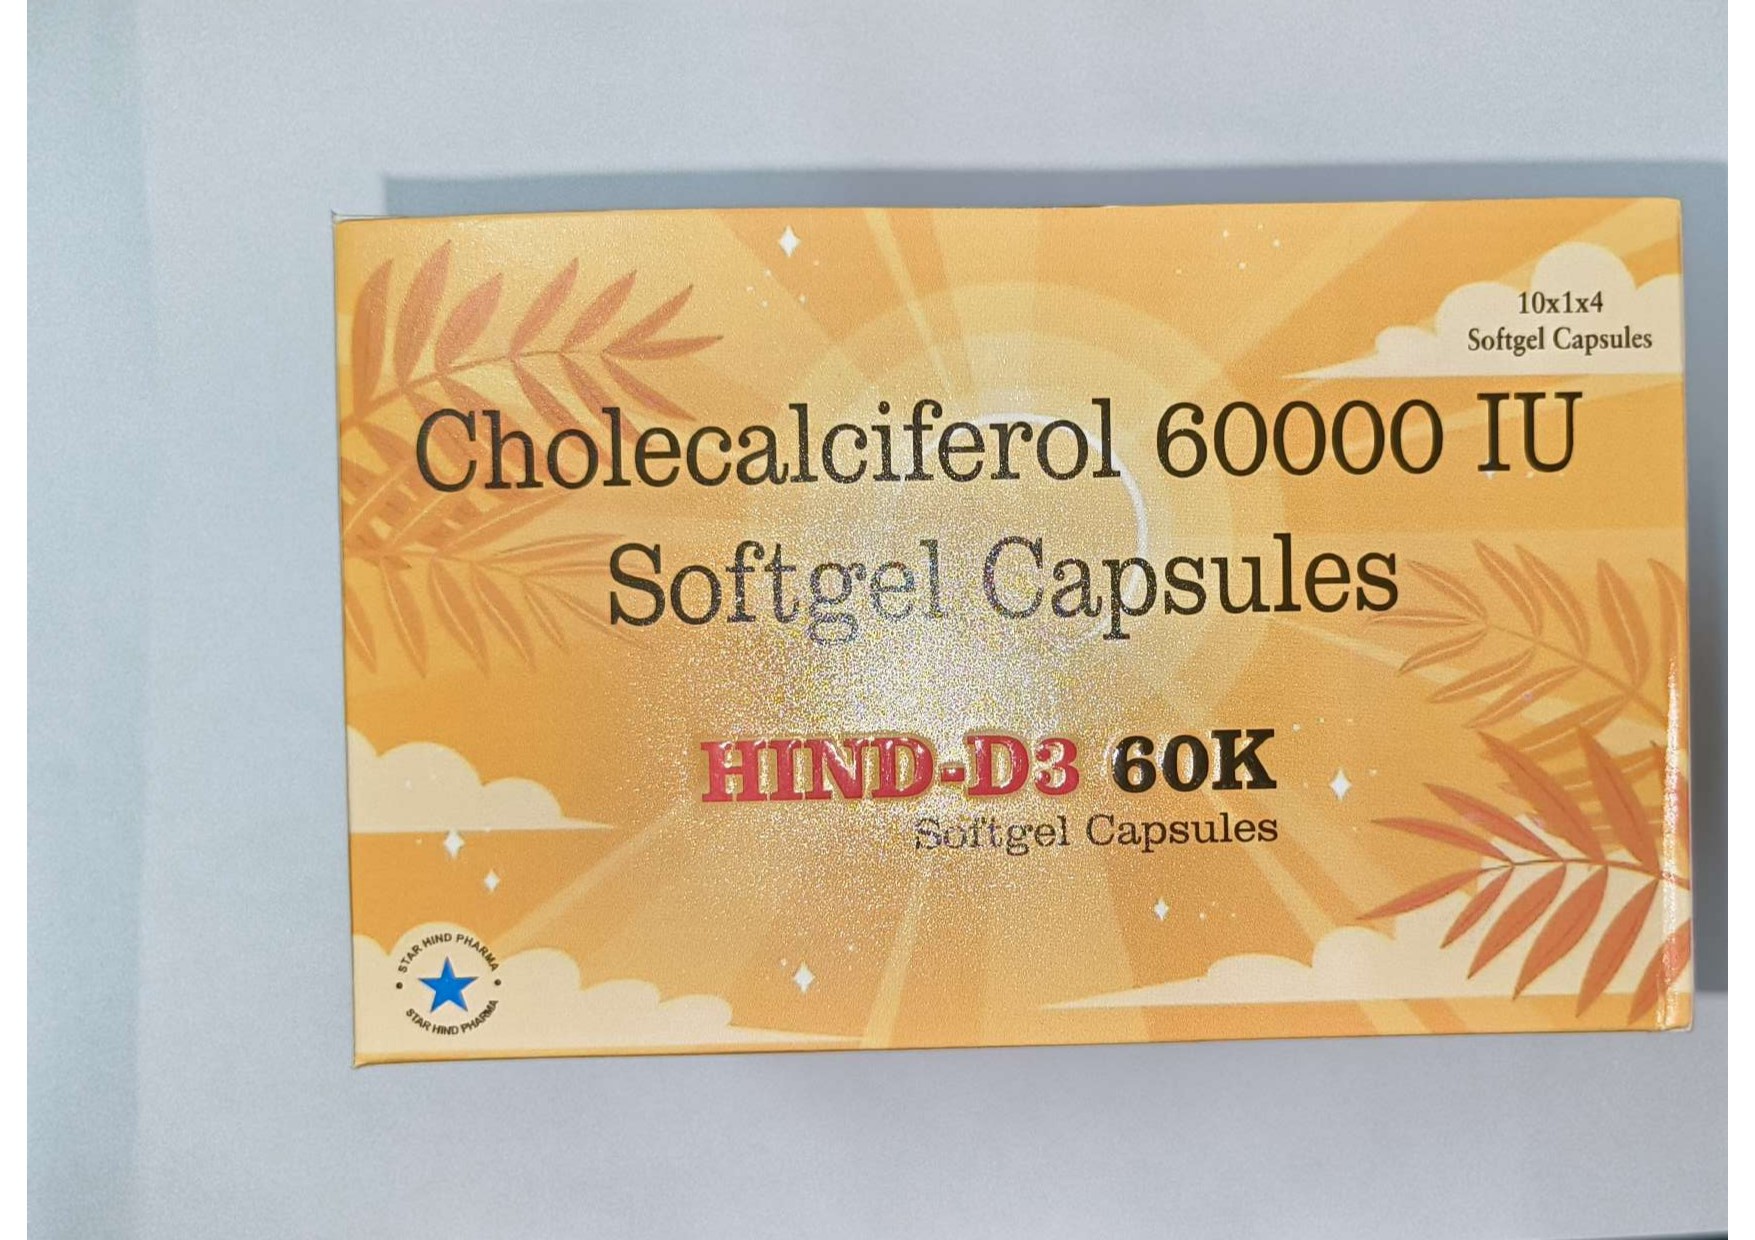 10x1x4
Softgel Capsules
Cholecalciferol 60000 IU
Softgel Capsules
HIND-D3 60K
Softgel Capsules
STAR HIND PHARMA
STAR HIND PHARMA